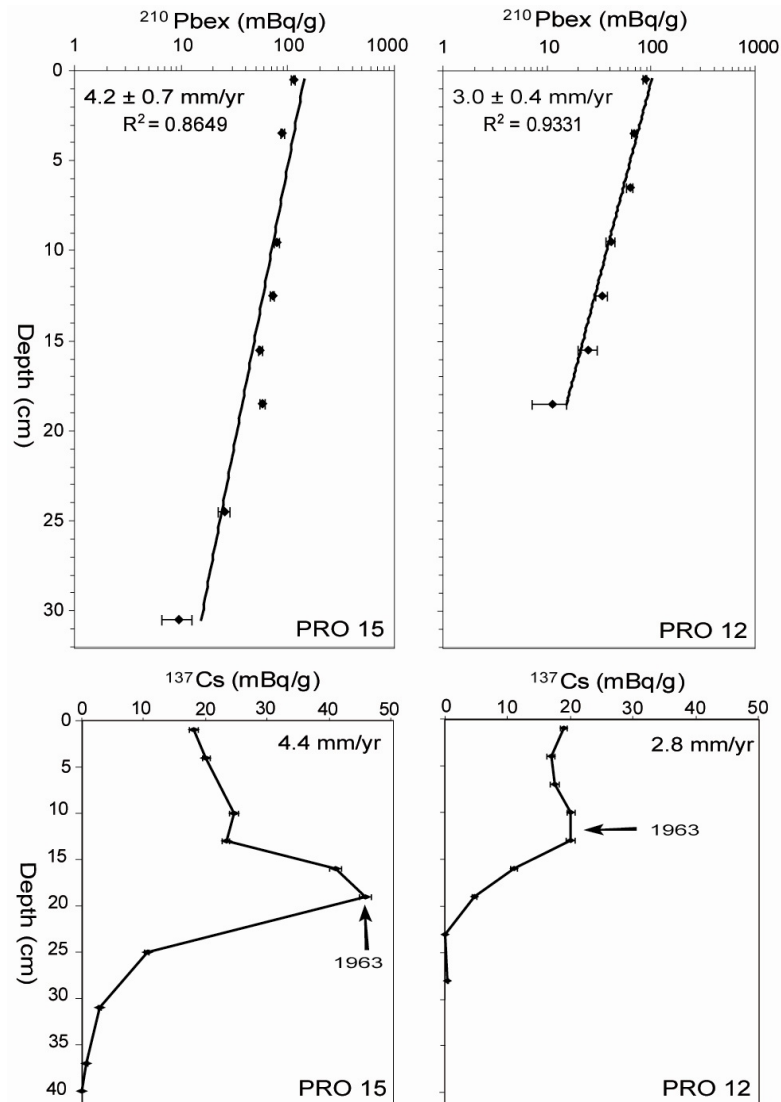 ²¹⁰ Pbex (mBq/g)
1 10 100 1000
0
5
10
15
20
25
30
Depth (cm)
4.2 ± 0.7 mm/yr
R² = 0.8649
PRO 15
²¹⁰ Pbex (mBq/g)
1 10 100 1000
3.0 ± 0.4 mm/yr
R² = 0.9331
PRO 12
¹³⁷Cs (mBq/g)
0 10 20 30 40 50
0
5
10
15
20
25
30
35
40
Depth (cm)
4.4 mm/yr
1963
PRO 15
¹³⁷Cs (mBq/g)
0 10 20 30 40 50
2.8 mm/yr
1963
PRO 12